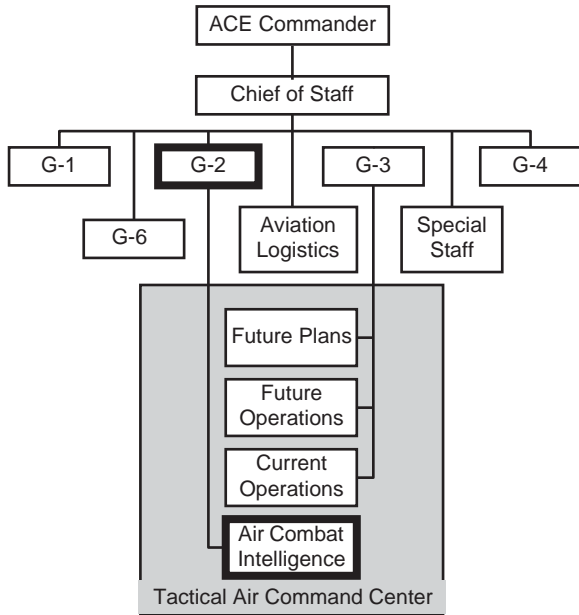 ACE Commander
Chief of Staff
G-1
G-2
G-3
G-4
G-6
Aviation
Logistics
Special
Staff
Future Plans
Future
Operations
Current
Operations
Air Combat
Intelligence
Tactical Air Command Center